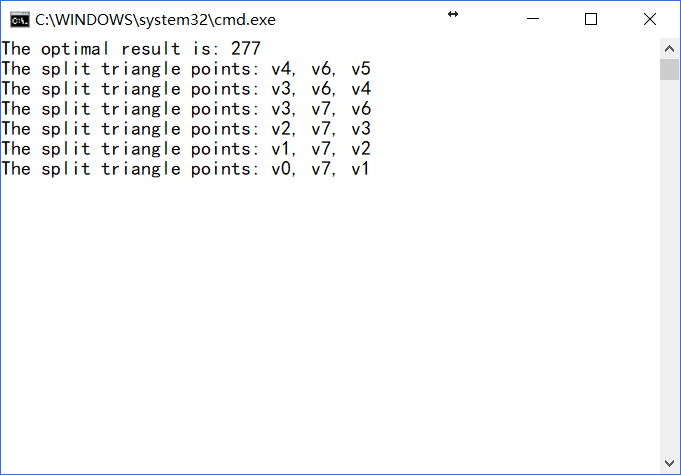 C:\WINDOWS\system32\cmd.exe
The optimal result is: 277
The split triangle points: v4, v6, v5
The split triangle points: v3, v6, v4
The split triangle points: v3, v7, v6
The split triangle points: v2, v7, v3
The split triangle points: v1, v7, v2
The split triangle points: v0, v7, v1